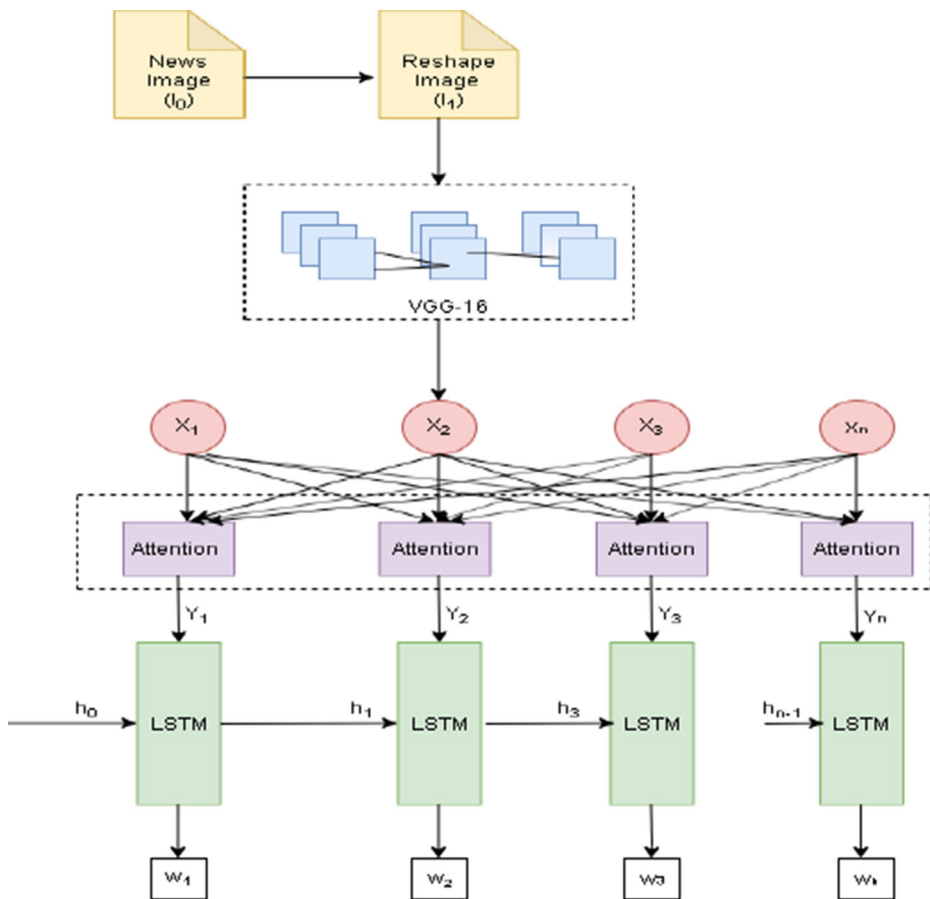 News
Image
(I₀)
Reshape
Image
(I₁)
VGG-16
X₁
X₂
X₃
Xₙ
Attention
Attention
Attention
Attention
Y₁
Y₂
Y₃
Yₙ
h₀
LSTM
h₁
LSTM
h₃
LSTM
hₙ₋₁
LSTM
W₁
W₂
W₃